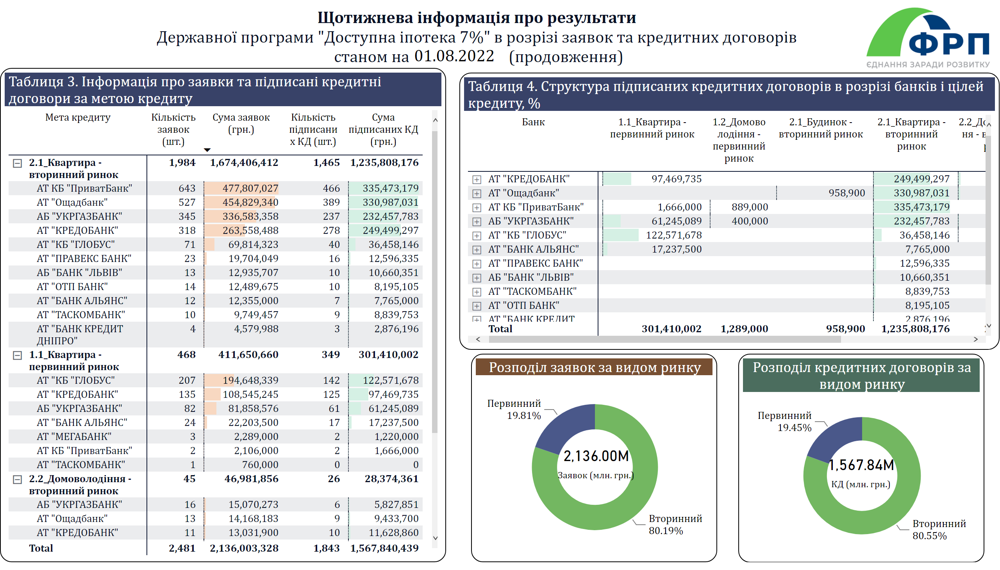 Щотижнева інформація про результати
Державної програми "Доступна іпотека 7%" в розрізі заявок та кредитних договорів
станом на 01.08.2022 (продовження)
ФРП
ЄДНАННЯ ЗАРАДИ РОЗВИТКУ
Таблиця 3. Інформація про заявки та підписані кредитні
договори за метою кредиту
Мета кредиту Кількість заявок (шт.) Сума заявок (грн.) Кількість підписани х КД (шт.) Сума підписаних КД (грн.)
2.1_Квартира - вторинний ринок 1,984 1,674,406,412 1,465 1,235,808,176
АТ КБ "ПриватБанк" 643 477,807,027 466 335,473,179
АТ "Ощадбанк" 527 454,829,340 389 330,987,031
АБ "УКРГАЗБАНК" 345 336,583,358 237 232,457,783
АТ "КРЕДОБАНК" 318 263,558,488 278 249,499,297
АТ "КБ "ГЛОБУС" 71 69,814,323 40 36,458,146
АТ "ПРАВЕКС БАНК" 23 19,704,049 16 12,596,335
АБ "БАНК "ЛЬВІВ" 13 12,935,707 10 10,660,351
АТ "ОТП БАНК" 14 12,489,675 10 8,195,105
АТ "БАНК АЛЬЯНС" 12 12,355,000 7 7,765,000
АТ "ТАСКОМБАНК" 10 9,749,457 9 8,839,753
АТ "БАНК КРЕДИТ ДНІПРО" 4 4,579,988 3 2,876,196
1.1_Квартира - первинний ринок 468 411,650,660 349 301,410,002
АТ "КБ "ГЛОБУС" 207 194,648,339 142 122,571,678
АТ "КРЕДОБАНК" 135 108,545,245 125 97,469,735
АБ "УКРГАЗБАНК" 82 81,858,576 61 61,245,089
АТ "БАНК АЛЬЯНС" 24 22,203,500 17 17,237,500
АТ "МЕГАБАНК" 3 2,289,000 2 1,220,000
АТ КБ "ПриватБанк" 2 2,106,000 2 1,666,000
АТ "ТАСКОМБАНК" 1 760,000 0 0
2.2_Домоволодіння - вторинний ринок 45 46,981,856 26 28,374,361
АБ "УКРГАЗБАНК" 16 15,070,273 6 5,827,851
АТ "Ощадбанк" 13 14,168,183 9 9,433,700
АТ "КРЕДОБАНК" 11 13,031,900 10 11,628,860
Total 2,481 2,136,003,328 1,843 1,567,840,439
Таблиця 4. Структура підписаних кредитних договорів в розрізі банків і цілей
кредиту, %
Банк 1.1_Квартира - первинний ринок 1.2_Домово лодіння - первинний ринок 2.1_Будинок - вторинний ринок 2.1_Квартира - вторинний ринок
АТ "КРЕДОБАНК" 97,469,735 249,499,297
АТ "Ощадбанк" 958,900 330,987,031
АТ КБ "ПриватБанк" 1,666,000 889,000 335,473,179
АБ "УКРГАЗБАНК" 61,245,089 400,000 232,457,783
АТ "КБ "ГЛОБУС" 122,571,678 36,458,146
АТ "БАНК АЛЬЯНС" 17,237,500 7,765,000
АТ "ПРАВЕКС БАНК" 12,596,335
АБ "БАНК "ЛЬВІВ" 10,660,351
АТ "ТАСКОМБАНК" 8,839,753
АТ "ОТП БАНК" 8,195,105
АТ "БАНК КРЕДИТ 2,876,196
Total 301,410,002 1,289,000 958,900 1,235,808,176
Розподіл заявок за видом ринку
Первинний
19.81%
2,136.00M
Заявок (млн. грн.)
Вторинний
80.19%
Розподіл кредитних договорів за
видом ринку
Первинний
19.45%
1,567.84M
КД (млн. грн.)
Вторинний
80.55%